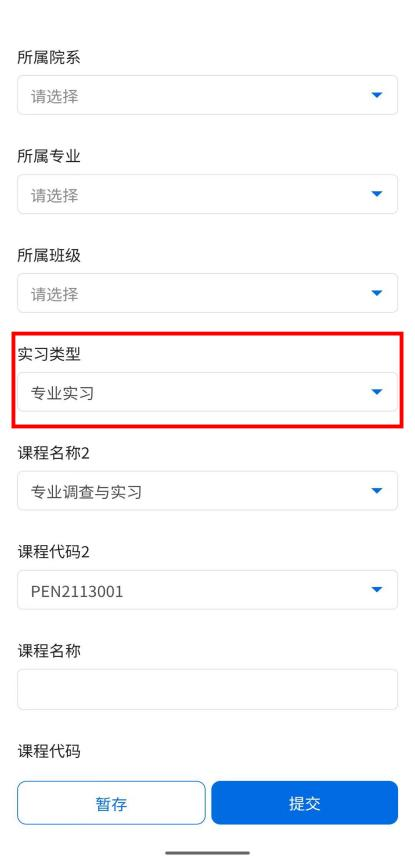 所属院系
请选择
所属专业
请选择
所属班级
请选择
实习类型
专业实习
课程名称2
专业调查与实习
课程代码2
PEN2113001
课程名称
课程代码
暂存
提交